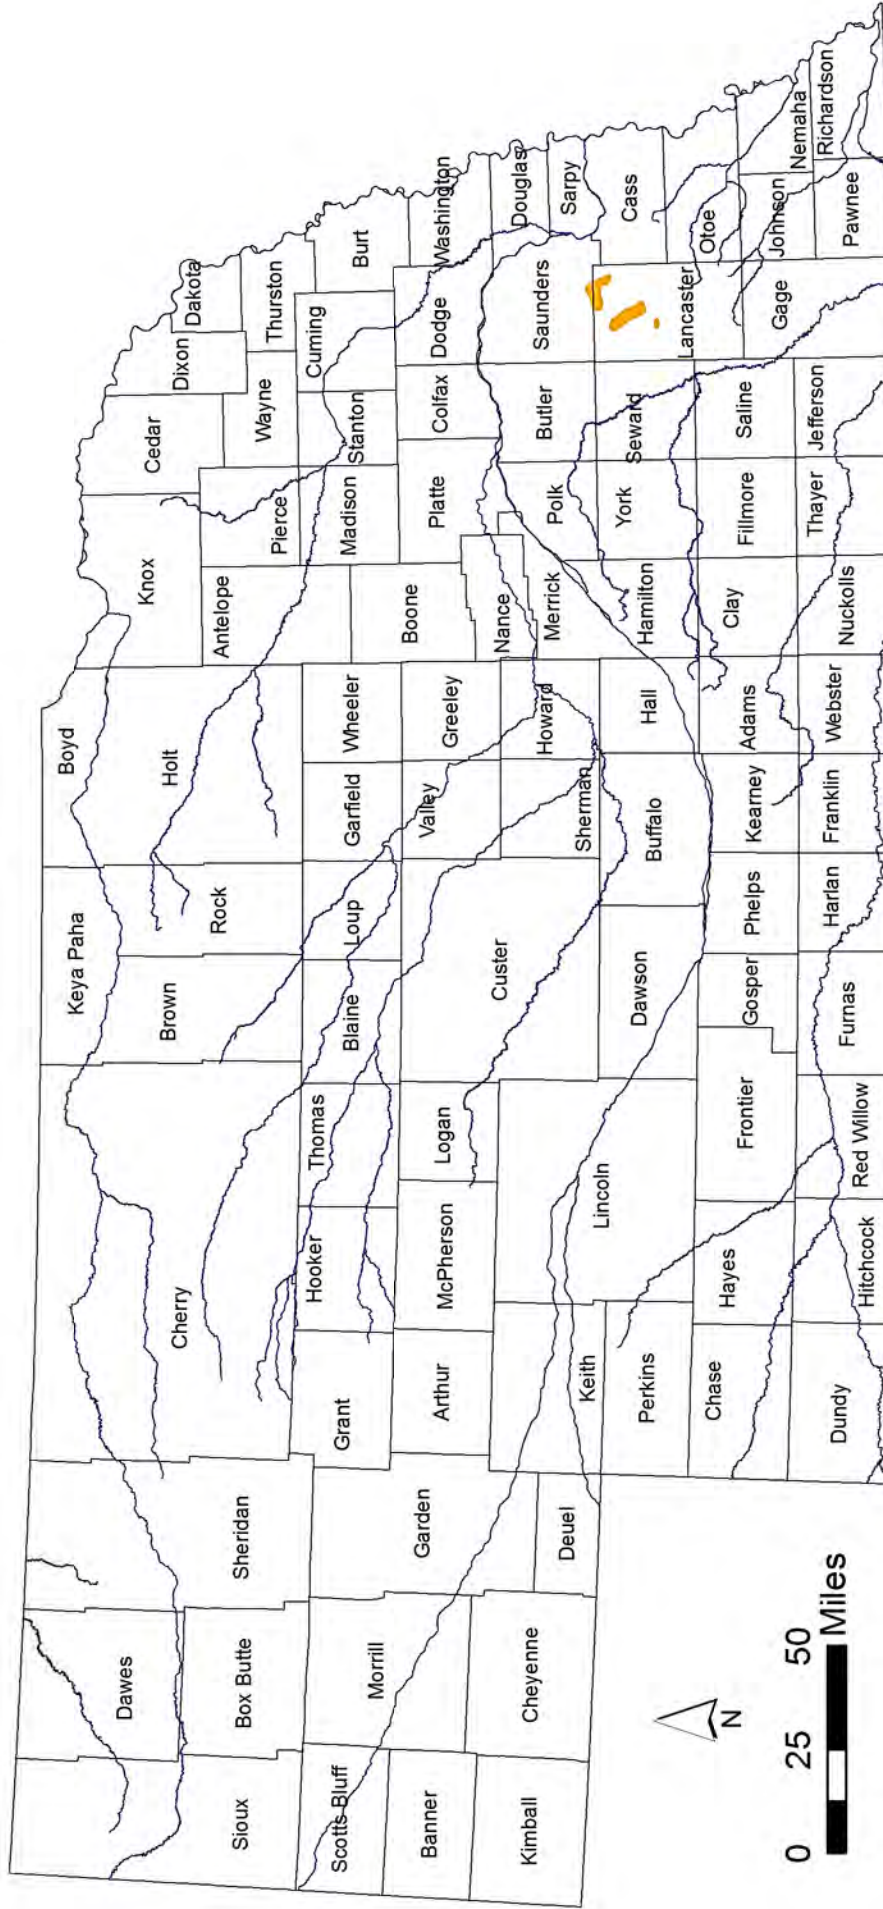 Sioux
Dawes
Box Butte
Sheridan
Scotts Bluff
Banner
Kimball
Morrill
Cheyenne
Garden
Deuel
Cherry
Grant
Hooker
Thomas
Arthur
McPherson
Logan
Keith
Perkins
Lincoln
Chase
Hayes
Frontier
Dundy
Hitchcock
Red Willow
Keya Paha
Brown
Rock
Blaine
Loup
Custer
Dawson
Gosper
Phelps
Furnas
Harlan
Boyd
Holt
Garfield
Wheeler
Valley
Greeley
Sherman
Howard
Buffalo
Hall
Kearney
Adams
Franklin
Webster
Knox
Antelope
Pierce
Boone
Madison
Nance
Platte
Merrick
Polk
Hamilton
York
Clay
Fillmore
Nuckolls
Thayer
Cedar
Dixon
Dakota
Wayne
Thurston
Stanton
Cuming
Burt
Colfax
Dodge
Washington
Butler
Saunders
Douglas
Sarpy
Seward
Lancaster
Cass
Otoe
Saline
Jefferson
Gage
Johnson
Nemaha
Pawnee
Richardson
N
0 25 50
Miles